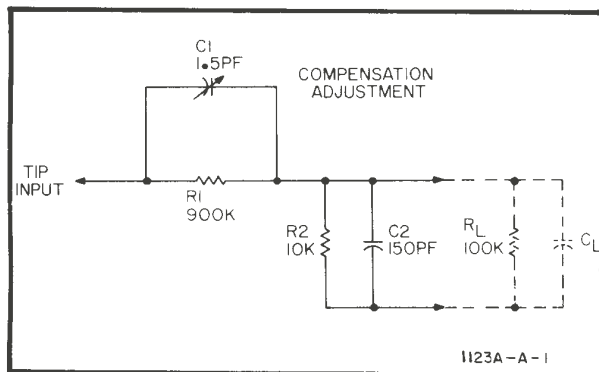 C1
1.5PF
COMPENSATION
ADJUSTMENT
TIP
INPUT
R1
900K
R2
10K
C2
150PF
RL
100K
CL
1123A-A-1